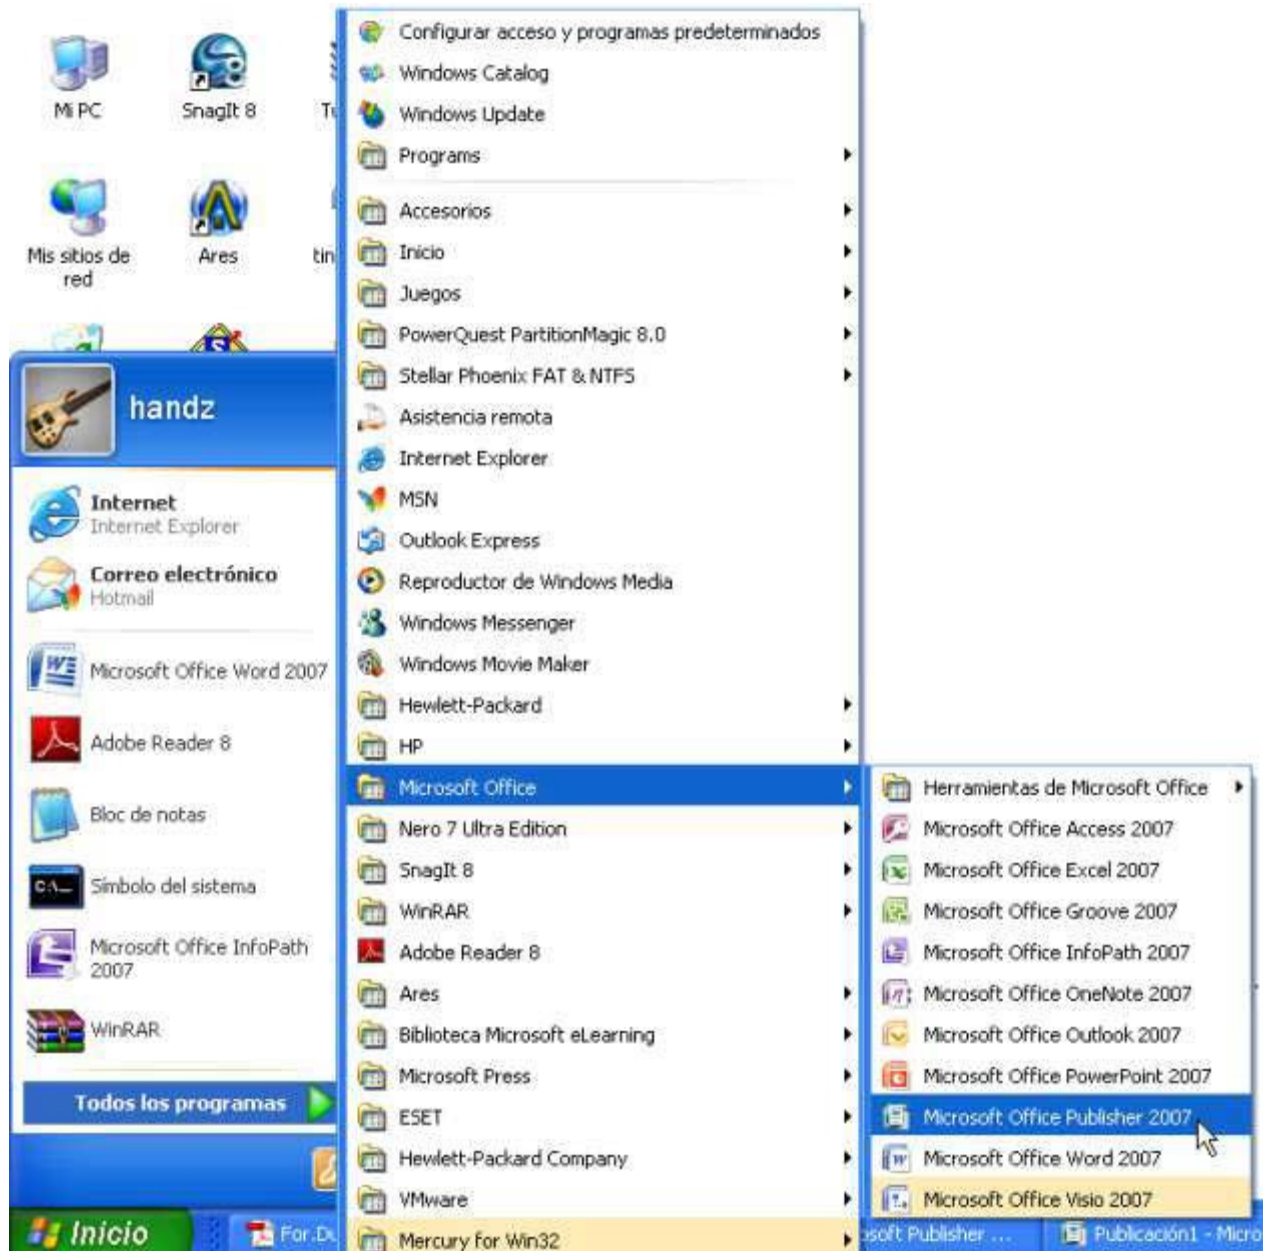 Mi PC
SnagIt 8
Mis sitios de
red
Ares
handz
Internet
Internet Explorer
Correo electrónico
Hotmail
Microsoft Office Word 2007
Adobe Reader 8
Bloc de notas
C:\
Símbolo del sistema
Microsoft Office InfoPath
2007
WinRAR
Todos los programas
Configurar acceso y programas predeterminados
Windows Catalog
Windows Update
Programs
Accesorios
Inicio
Juegos
PowerQuest PartitionMagic 8.0
Stellar Phoenix FAT & NTFS
Asistencia remota
Internet Explorer
MSN
Outlook Express
Reproductor de Windows Media
Windows Messenger
Windows Movie Maker
Hewlett-Packard
HP
Microsoft Office
Nero 7 Ultra Edition
SnagIt 8
WinRAR
Adobe Reader 8
Ares
Biblioteca Microsoft eLearning
Microsoft Press
ESET
Hewlett-Packard Company
VMware
Mercury for Win32
Herramientas de Microsoft Office
Microsoft Office Access 2007
Microsoft Office Excel 2007
Microsoft Office Groove 2007
Microsoft Office InfoPath 2007
Microsoft Office OneNote 2007
Microsoft Office Outlook 2007
Microsoft Office PowerPoint 2007
Microsoft Office Publisher 2007
Microsoft Office Word 2007
Microsoft Office Visio 2007
Inicio
osoft Publisher ...
Publicación1 - Micro